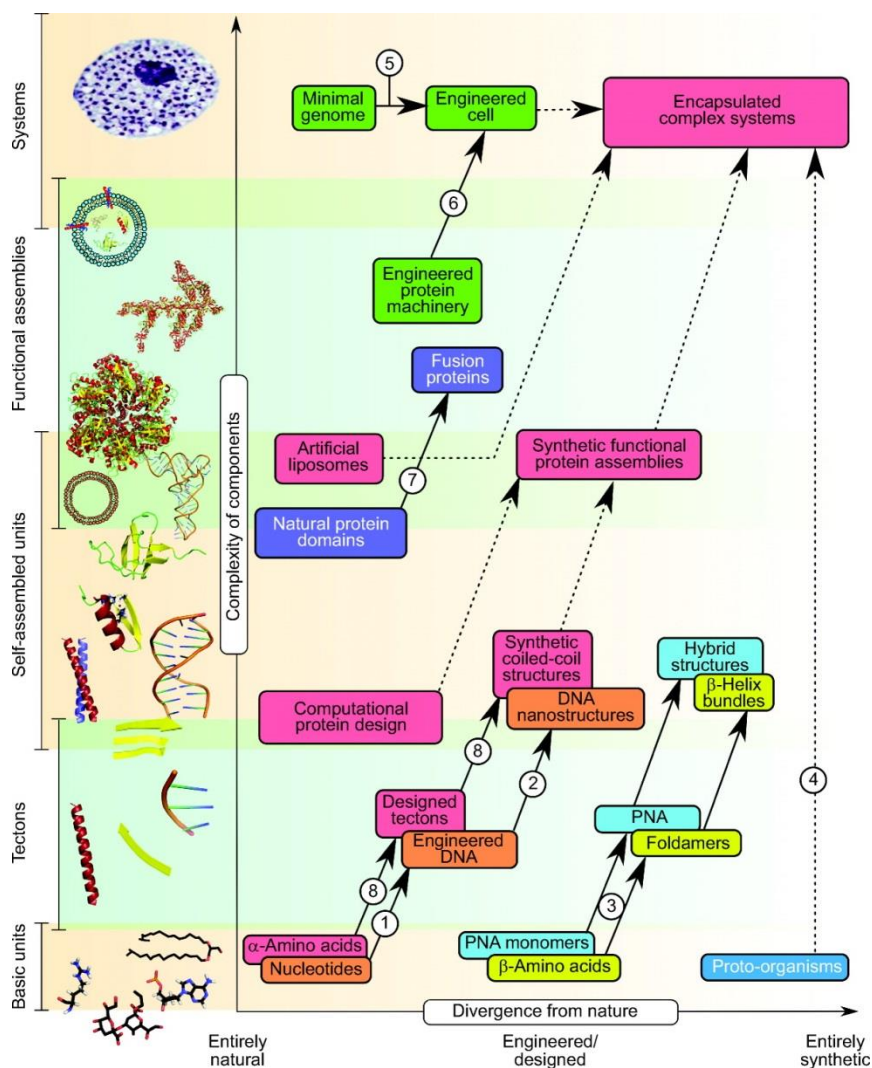 Systems
Functional assemblies
Self-assembled units
Tectons
Basic units
Complexity of components
5
Minimal
genome
Engineered
cell
Encapsulated
complex systems
6
Engineered
protein
machinery
Fusion
proteins
Artificial
liposomes
7
Synthetic functional
protein assemblies
Natural protein
domains
Synthetic
coiled-coil
structures
DNA
nanostructures
Hybrid
structures
β-Helix
bundles
Computational
protein design
8
2
4
Designed
tectons
Engineered
DNA
PNA
Foldamers
8
1
3
α-Amino acids
Nucleotides
PNA monomers
β-Amino acids
Proto-organisms
Divergence from nature
Entirely
natural
Engineered/
designed
Entirely
synthetic